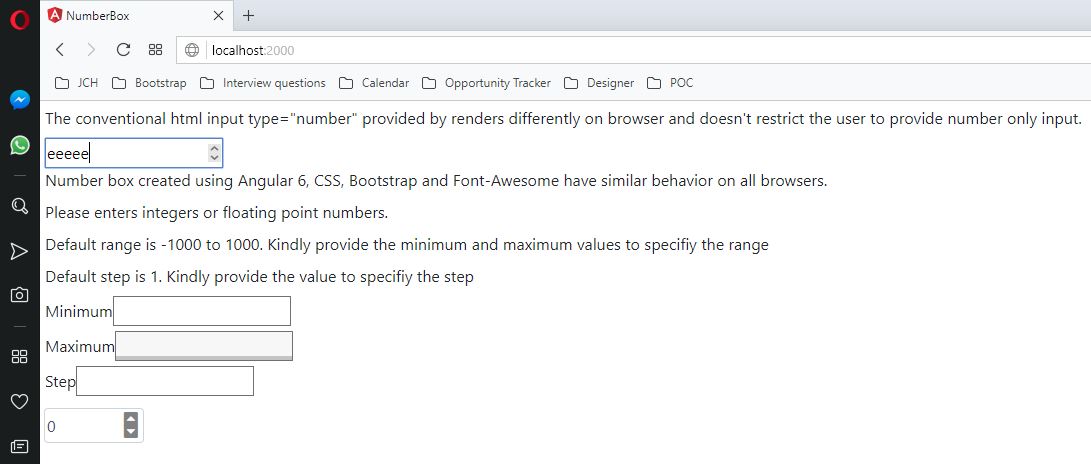 NumberBox
localhost:2000
JCH Bootstrap Interview questions Calendar Opportunity Tracker Designer POC
The conventional html input type="number" provided by renders differently on browser and doesn't restrict the user to provide number only input.
eeeee
Number box created using Angular 6, CSS, Bootstrap and Font-Awesome have similar behavior on all browsers.
Please enters integers or floating point numbers.
Default range is -1000 to 1000. Kindly provide the minimum and maximum values to specifiy the range
Default step is 1. Kindly provide the value to specifiy the step
Minimum
Maximum
Step
0